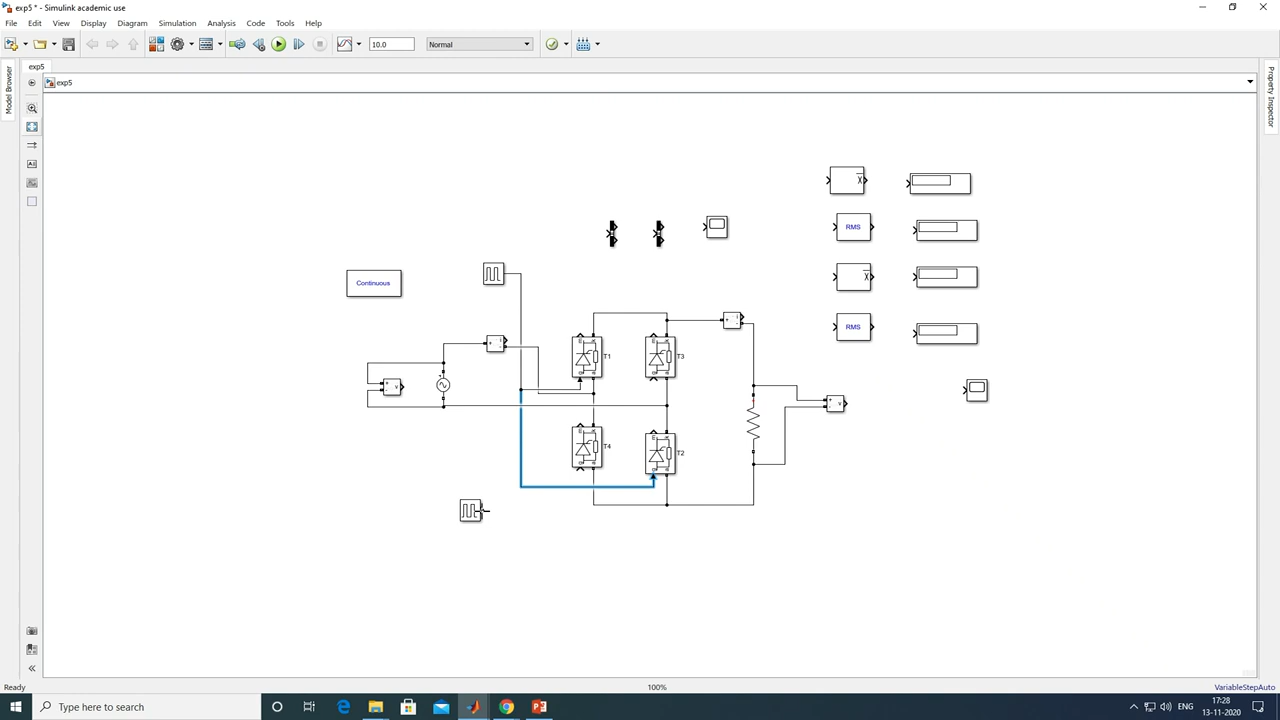 exp5 * - Simulink academic use
File Edit View Display Diagram Simulation Analysis Code Tools Help
10.0 Normal
exp5
exp5
Model Browser
Property Inspector
RMS
Continuous
RMS
T1
T3
T4
T2
Ready 100% VariableStepAuto
Type here to search
ENG
17:28
13-11-2020